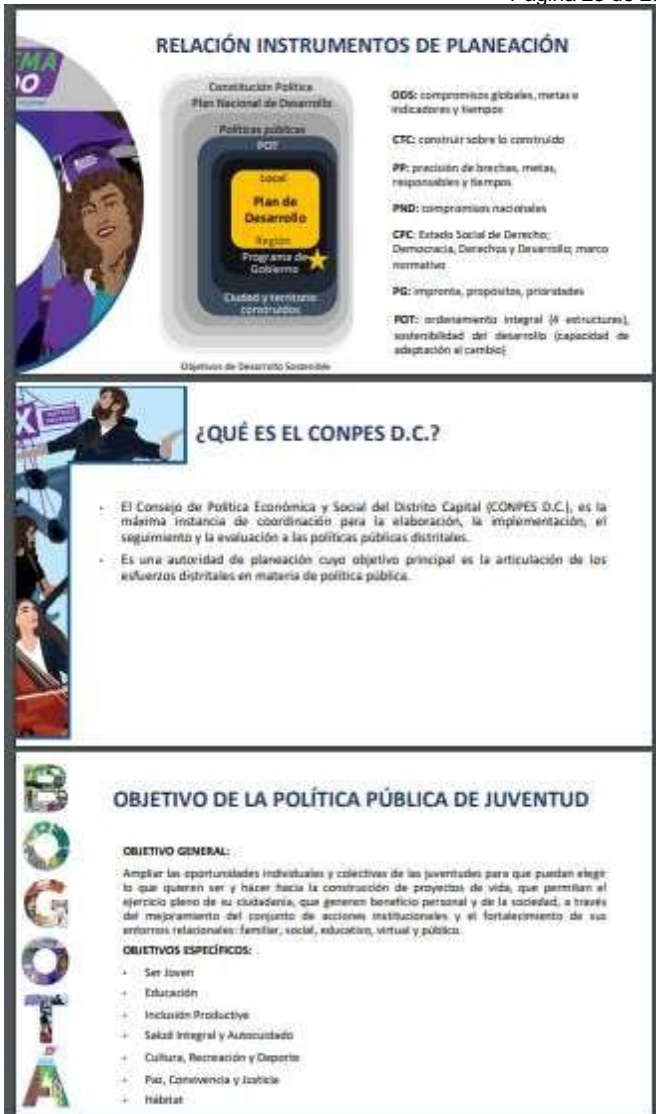 RELACIÓN INSTRUMENTOS DE PLANEACIÓN
Constitución Política
Plan Nacional de Desarrollo
Políticas públicas
POT
Local
Plan de
Desarrollo
Región
Programa de
Gobierno
Ciudad y territorio
construidos
Objetivos de Desarrollo Sostenible
ODS: compromisos globales, metas e
indicadores y tiempos
CTC: construir sobre lo construido
PP: precisión de brechas, metas,
responsables y tiempos
PND: compromisos nacionales
CPC: Estado Social de Derecho;
Democracia, Derechos y Desarrollo; marco
normativo
PG: impronta, propósitos, prioridades
POT: ordenamiento integral (4 estructuras),
sostenibilidad del desarrollo (capacidad de
adaptación al cambio)
¿QUÉ ES EL CONPES D.C.?
- El Consejo de Política Económica y Social del Distrito Capital (CONPES D.C.), es la
máxima instancia de coordinación para la elaboración, la implementación, el
seguimiento y la evaluación a las políticas públicas distritales.
- Es una autoridad de planeación cuyo objetivo principal es la articulación de los
esfuerzos distritales en materia de política pública.
BOGOTÁ
OBJETIVO DE LA POLÍTICA PÚBLICA DE JUVENTUD
OBJETIVO GENERAL:
Ampliar las oportunidades individuales y colectivas de las juventudes para que puedan elegir
lo que quieren ser y hacer hacia la construcción de proyectos de vida, que permitan el
ejercicio pleno de su ciudadanía, que generen beneficio personal y de la sociedad, a través
del mejoramiento del conjunto de acciones institucionales y el fortalecimiento de sus
entornos relacionales: familiar, social, educativo, virtual y público.
OBJETIVOS ESPECÍFICOS:
- Ser Joven
- Educación
- Inclusión Productiva
- Salud Integral y Autocuidado
- Cultura, Recreación y Deporte
- Paz, Convivencia y Justicia
- Hábitat